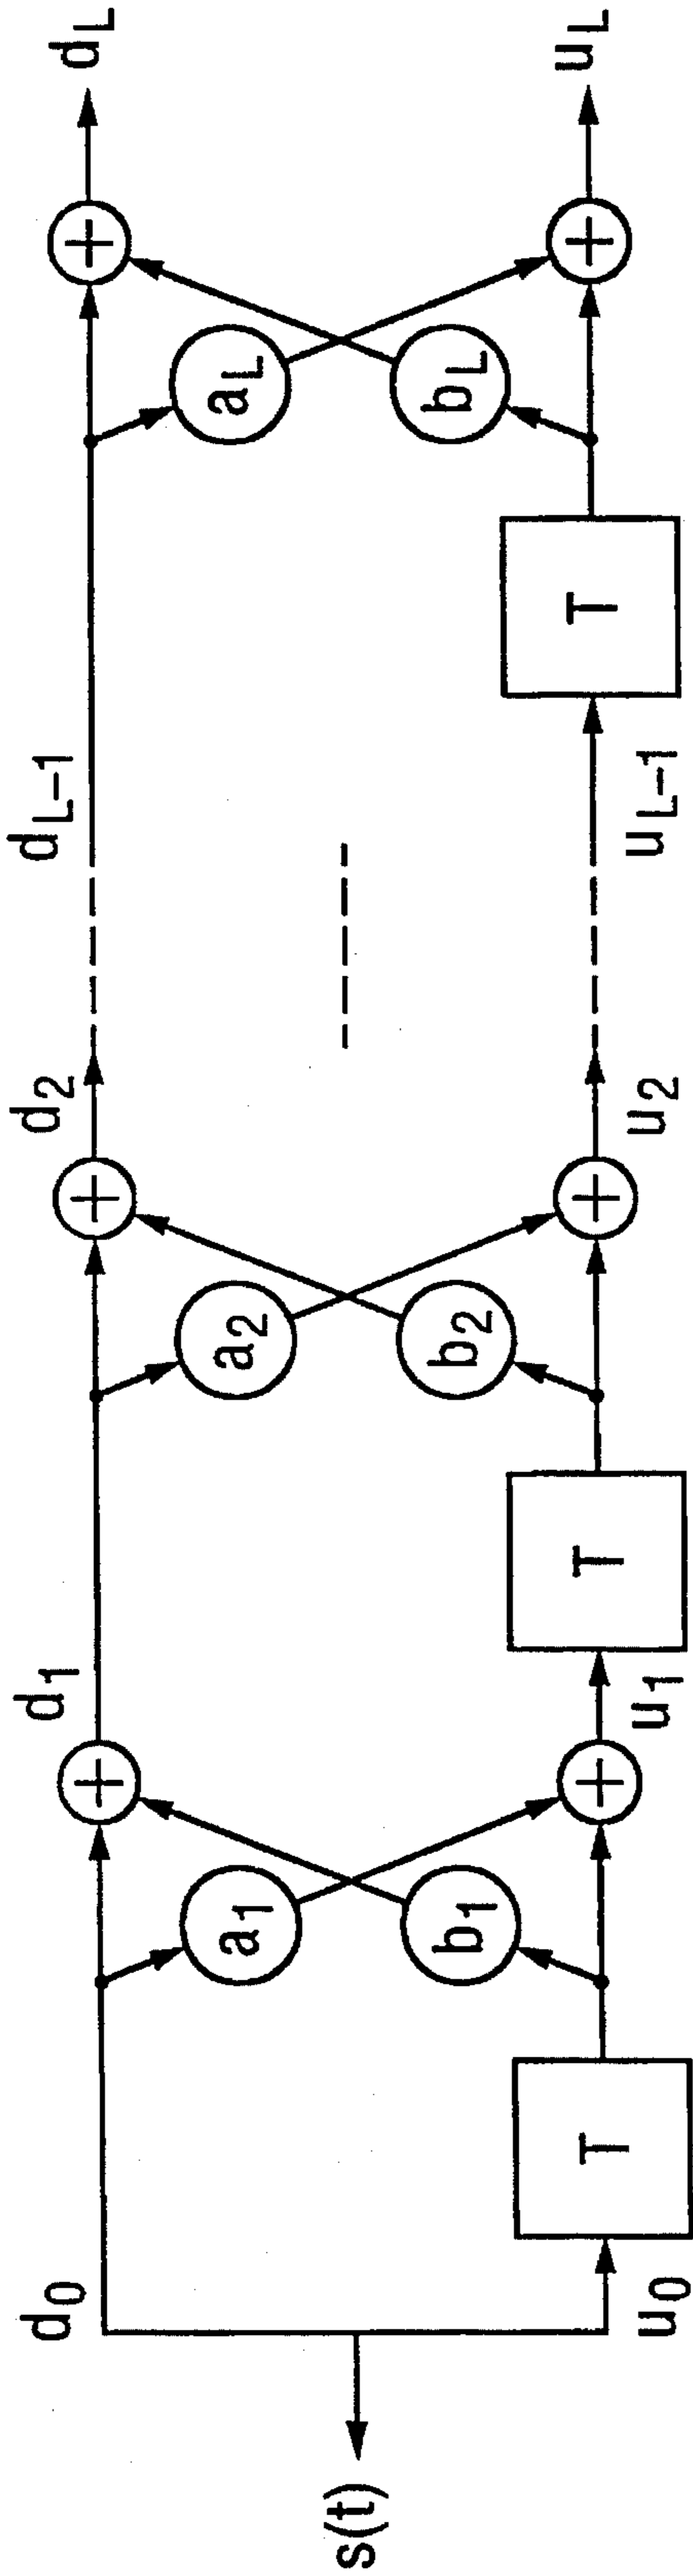 d0 d1 d2 dL−1 dL
a1 a2 aL
+ + +
s(t)
b1 b2 bL
T + T + T +
u0 u1 u2 uL−1 uL